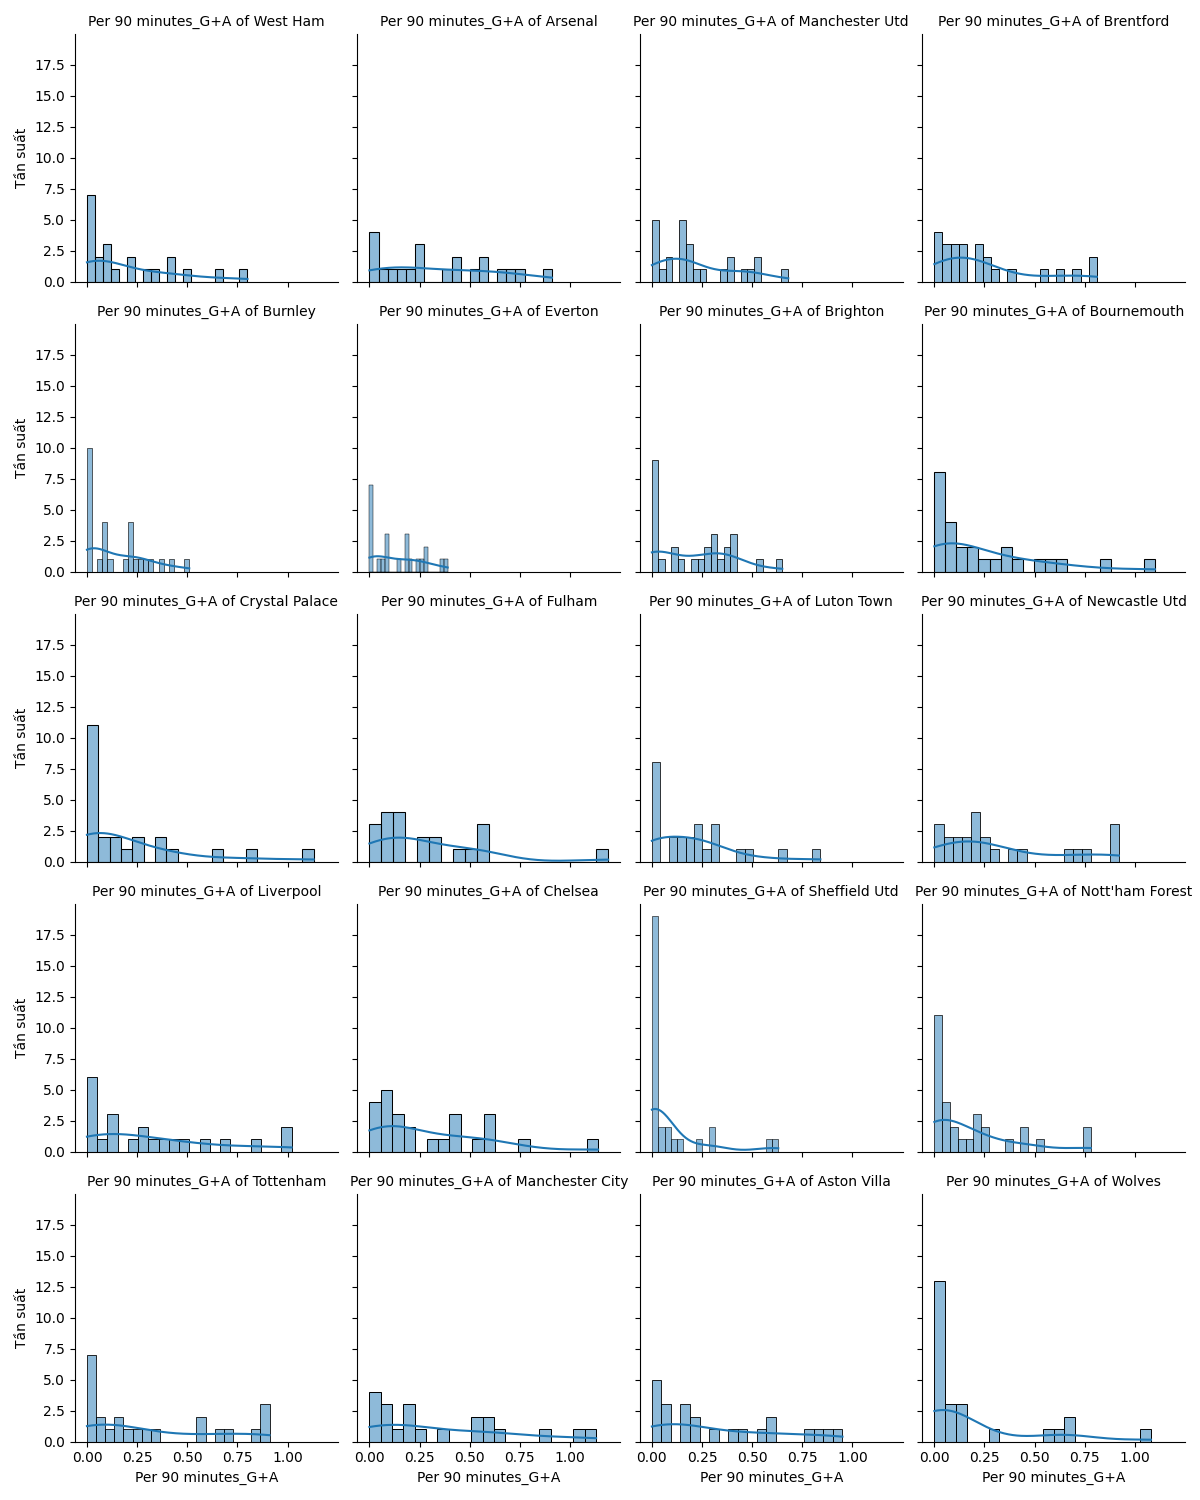 Per 90 minutes_G+A of West Ham
Per 90 minutes_G+A of Arsenal
Per 90 minutes_G+A of Manchester Utd
Per 90 minutes_G+A of Brentford
17.5
15.0
12.5
10.0
7.5
5.0
2.5
0.0
Tần suất
Per 90 minutes_G+A of Burnley
Per 90 minutes_G+A of Everton
Per 90 minutes_G+A of Brighton
Per 90 minutes_G+A of Bournemouth
17.5
15.0
12.5
10.0
7.5
5.0
2.5
0.0
Tần suất
Per 90 minutes_G+A of Crystal Palace
Per 90 minutes_G+A of Fulham
Per 90 minutes_G+A of Luton Town
Per 90 minutes_G+A of Newcastle Utd
17.5
15.0
12.5
10.0
7.5
5.0
2.5
0.0
Tần suất
Per 90 minutes_G+A of Liverpool
Per 90 minutes_G+A of Chelsea
Per 90 minutes_G+A of Sheffield Utd
Per 90 minutes_G+A of Nott'ham Forest
17.5
15.0
12.5
10.0
7.5
5.0
2.5
0.0
Tần suất
Per 90 minutes_G+A of Tottenham
Per 90 minutes_G+A of Manchester City
Per 90 minutes_G+A of Aston Villa
Per 90 minutes_G+A of Wolves
17.5
15.0
12.5
10.0
7.5
5.0
2.5
0.0
Tần suất
0.00 0.25 0.50 0.75 1.00
0.00 0.25 0.50 0.75 1.00
0.00 0.25 0.50 0.75 1.00
0.00 0.25 0.50 0.75 1.00
Per 90 minutes_G+A
Per 90 minutes_G+A
Per 90 minutes_G+A
Per 90 minutes_G+A